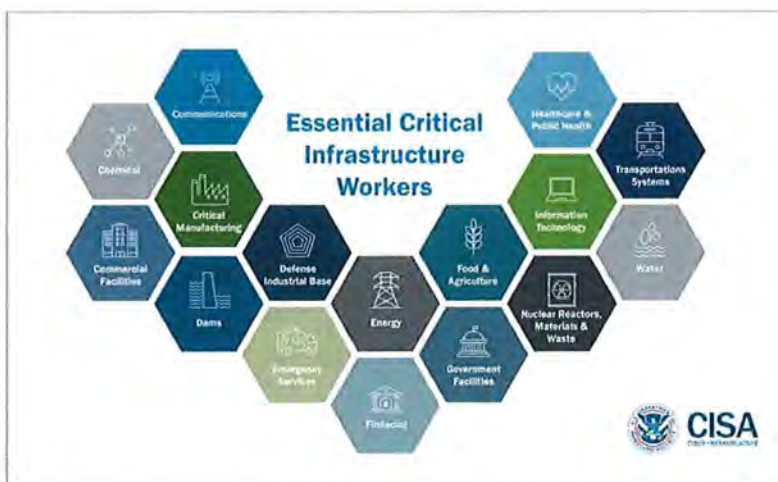 Essential Critical
Infrastructure
Workers
Communications
Chemical
Critical
Manufacturing
Commercial
Facilities
Defense
Industrial Base
Dams
Emergency
Services
Energy
Financial
Food &
Agriculture
Government
Facilities
Healthcare &
Public Health
Information
Technology
Nuclear Reactors,
Materials &
Waste
Transportations
Systems
Water
CISA